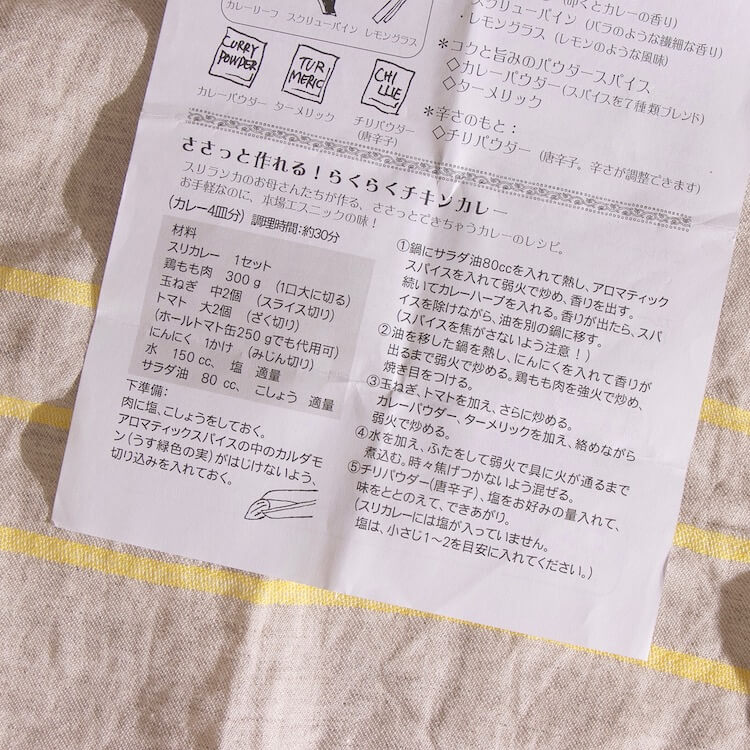 カレーリーフ スクリューパイン レモングラス
CURRY POWDER
TUR MERIC
CHI LLIE
カレーパウダー ターメリック チリパウダー
(唐辛子)
くとカレーの香り)
スクリューパイン (バラのような繊細な香り)
・レモングラス (レモンのような風味)
*コクと旨みのパウダースパイス
◇カレーパウダー(スパイスを7種類ブレンド)
◇ターメリック
*辛さのもと:
◇チリパウダー (唐辛子。辛さが調整できます)
ささっと作れる!らくらくチキンカレー
スリランカのお母さんたちが作る、ささっとできちゃうカレーのレシピ。
お手軽なのに、本場エスニックの味!
(カレー4皿分) 調理時間:約30分
材料
スリカレー 1セット
鶏もも肉 300g (1口大に切る)
玉ねぎ 中2個 (スライス切り)
トマト 大2個 (ざく切り)
(ホールトマト缶250gでも代用可)
にんにく 1かけ (みじん切り)
水 150cc、塩 適量
サラダ油 80cc、こしょう 適量
下準備:
肉に塩、こしょうをしておく。
アロマティックスパイスの中のカルダモ
ン(うす緑色の実)がはじけないよう、
切り込みを入れておく。
①鍋にサラダ油80ccを入れて熱し、アロマティック
スパイスを入れて弱火で炒め、香りを出す。
続いてカレーハーブを入れる。香りが出たら、スパ
イスを除けながら、油を別の鍋に移す。
(スパイスを焦がさないよう注意!)
②油を移した鍋を熱し、にんにくを入れて香りが
出るまで弱火で炒める。鶏もも肉を強火で炒め、
焼き目をつける。
③玉ねぎ、トマトを加え、さらに炒める。
カレーパウダー、ターメリックを加え、絡めながら
弱火で炒める。
④水を加え、ふたをして弱火で具に火が通るまで
煮込む。時々焦げつかないよう混ぜる。
⑤チリパウダー(唐辛子)、塩をお好みの量入れて、
味をととのえて、できあがり。
(スリカレーには塩が入っていません。
塩は、小さじ1~2を目安に入れてください。)